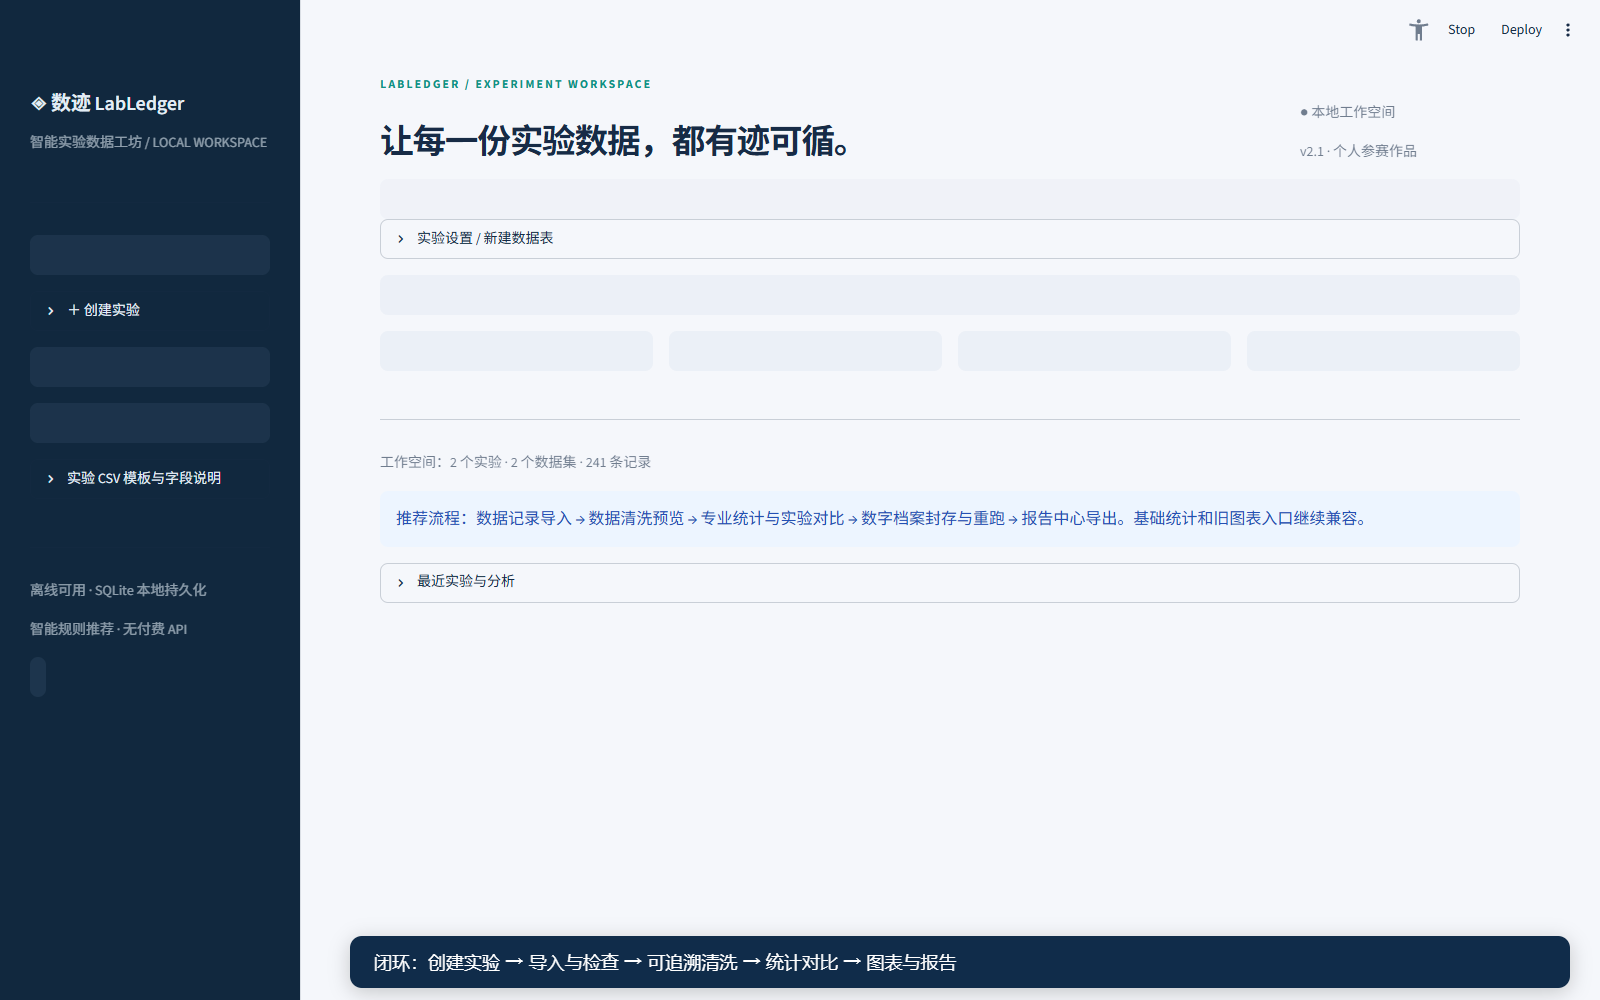 数迹 LabLedger
智能实验数据工坊 / LOCAL WORKSPACE
＋ 创建实验
实验 CSV 模板与字段说明
离线可用 · SQLite 本地持久化
智能规则推荐 · 无付费 API
Stop
Deploy
LABLEDGER / EXPERIMENT WORKSPACE
让每一份实验数据，都有迹可循。
● 本地工作空间
v2.1 · 个人参赛作品
实验设置 / 新建数据表
工作空间：2 个实验 · 2 个数据集 · 241 条记录
推荐流程：数据记录导入 → 数据清洗预览 → 专业统计与实验对比 → 数字档案封存与重跑 → 报告中心导出。基础统计和旧图表入口继续兼容。
最近实验与分析
闭环：创建实验 → 导入与检查 → 可追溯清洗 → 统计对比 → 图表与报告